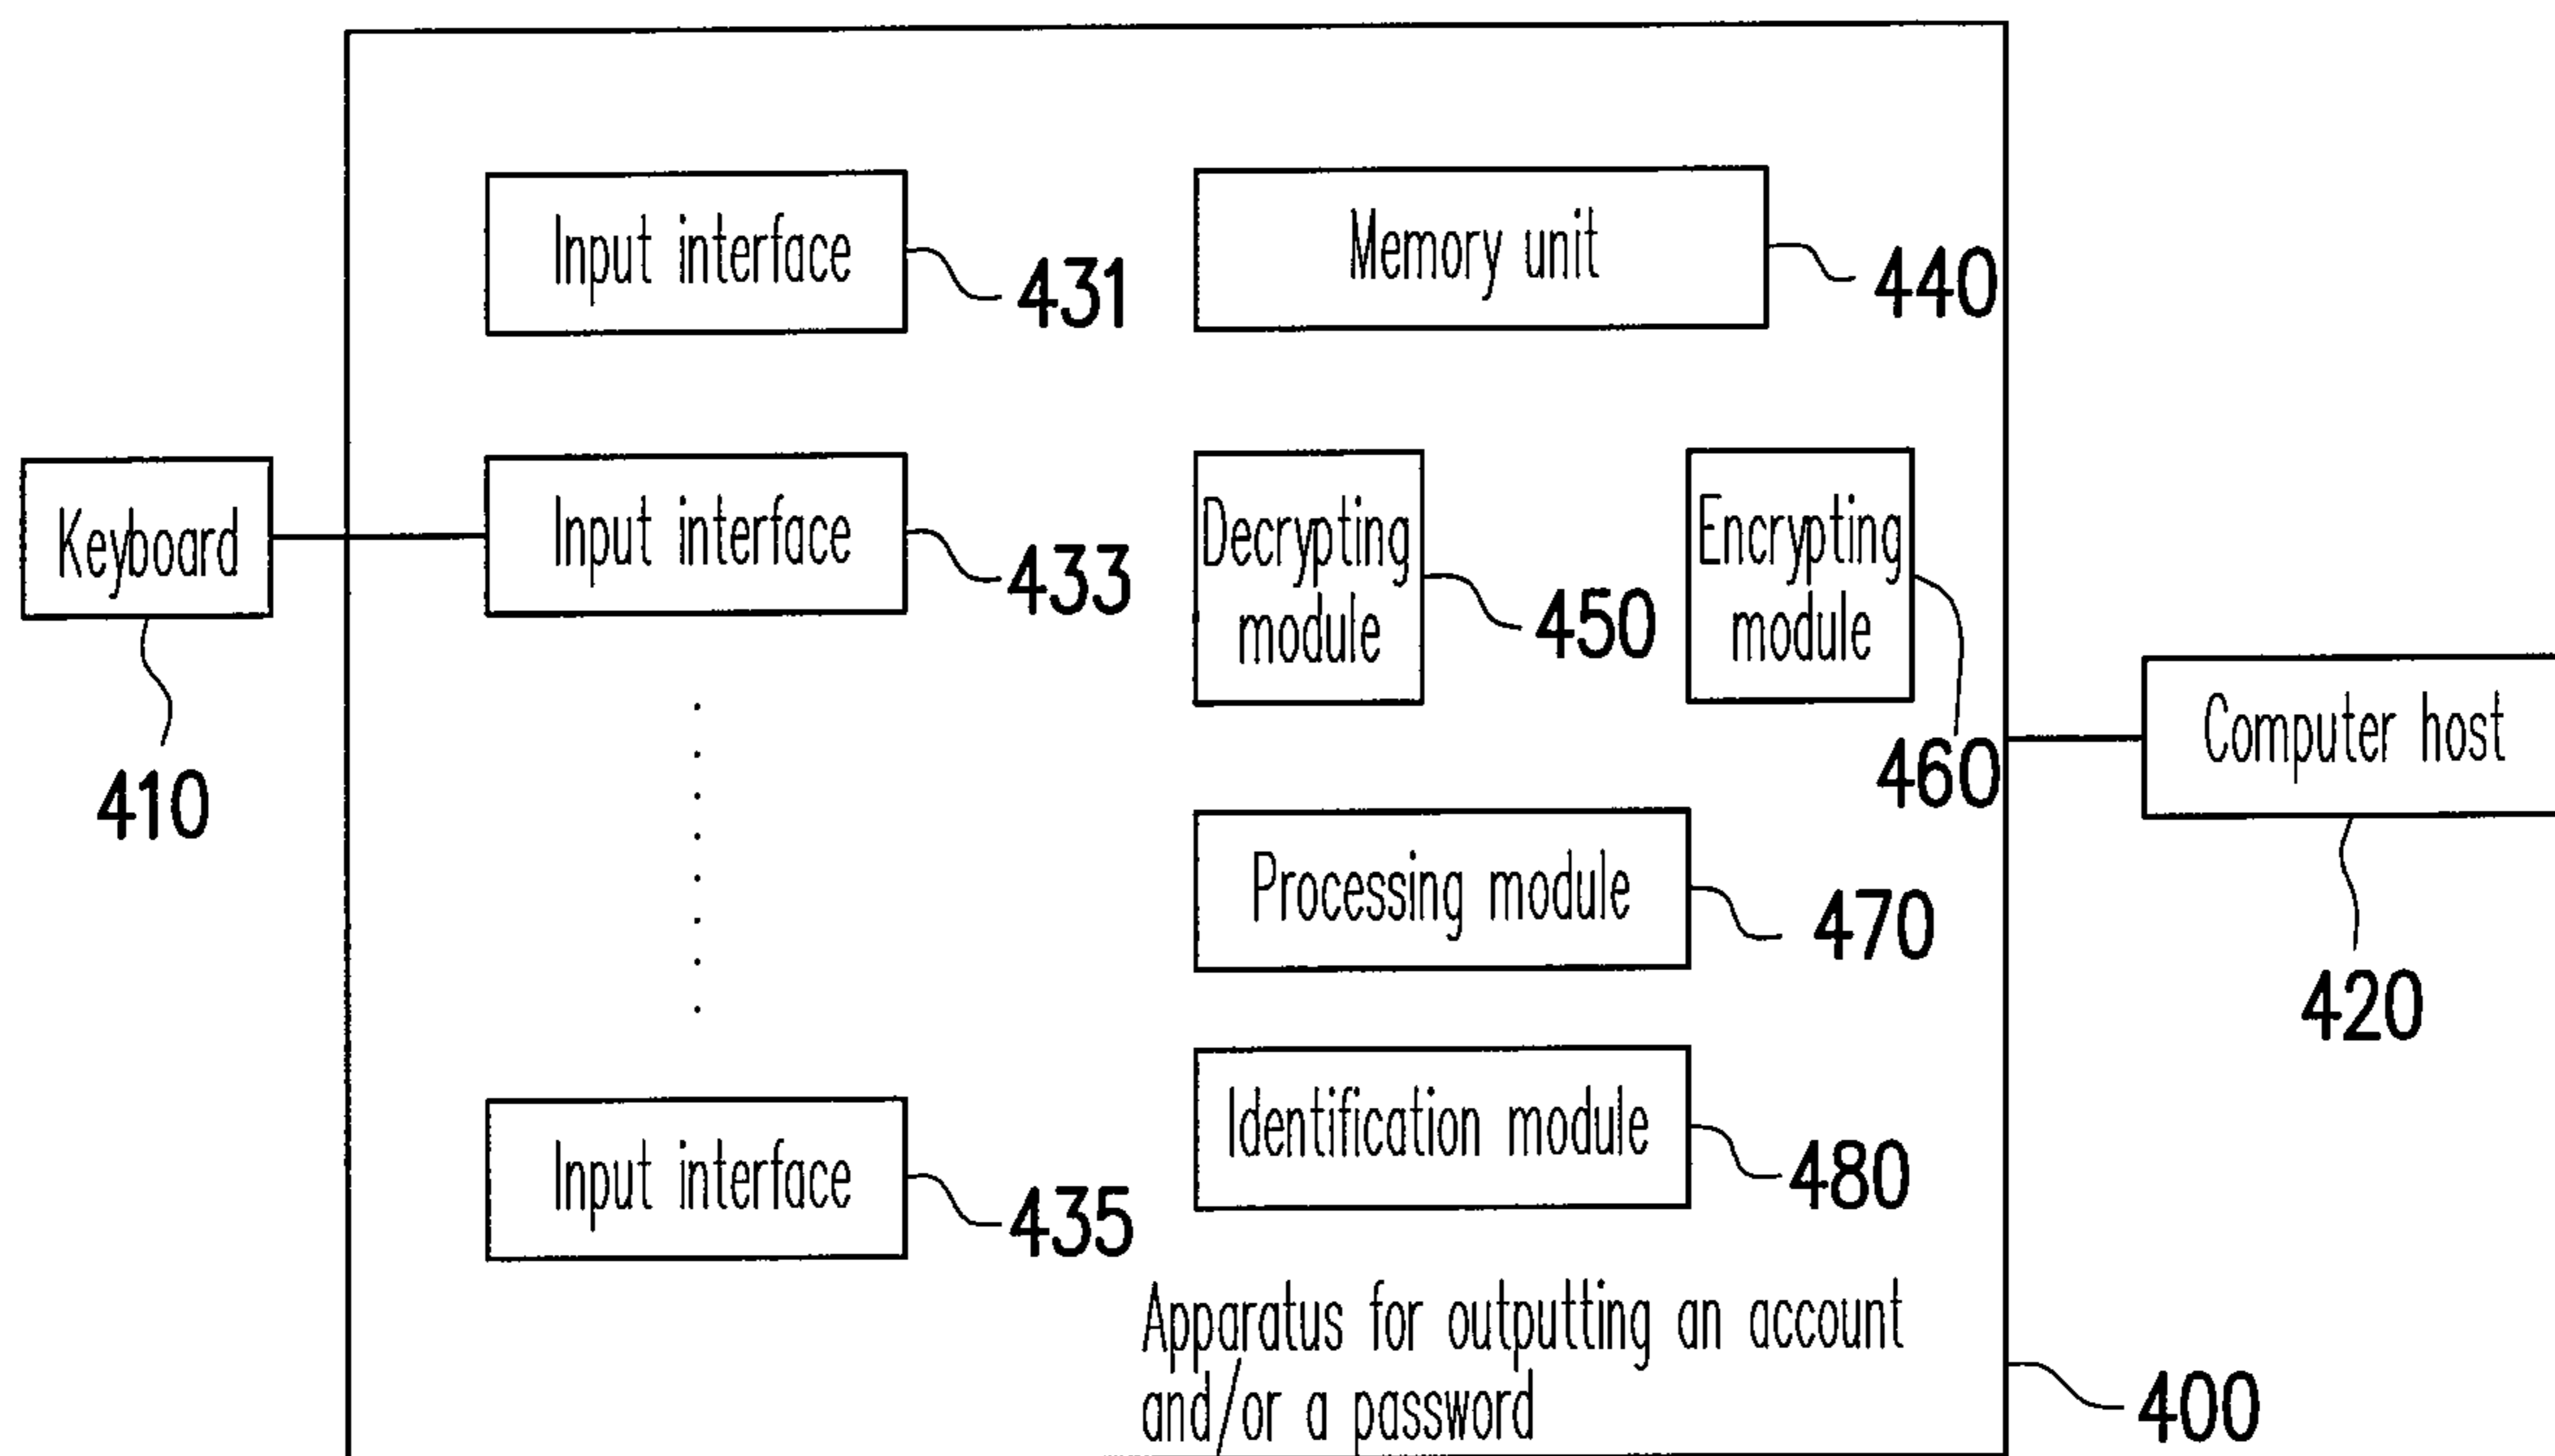 Input interface
431
Memory unit
440
Keyboard
410
Input interface
433
Decrypting
module
450
Encrypting
module
460
Computer host
420
Processing module
470
Identification module
480
Input interface
435
Apparatus for outputting an account
and/or a password
400